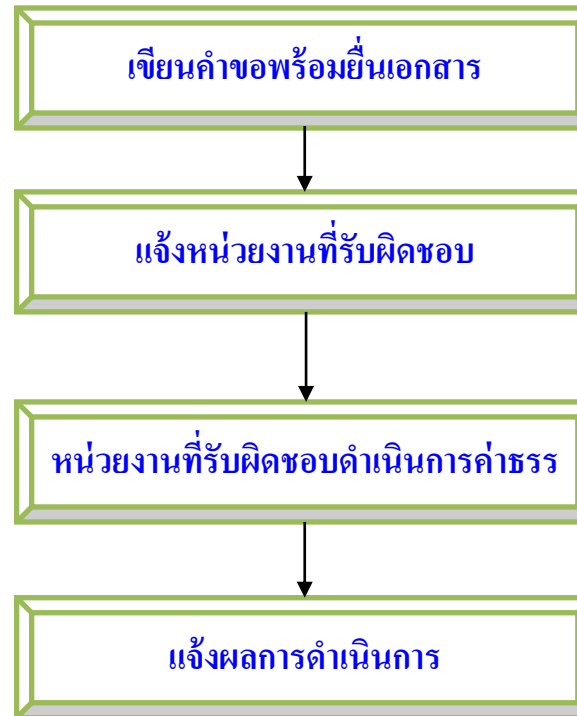 เขียนคำขอพร้อมยื่นเอกสาร
แจ้งหน่วยงานที่รับผิดชอบ
หน่วยงานที่รับผิดชอบดำเนินการค่าธรร
แจ้งผลการดำเนินการ